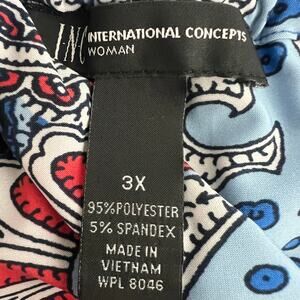 INC INTERNATIONAL CONCEPTS
WOMAN
3X
95% POLYESTER
5% SPANDEX
MADE IN
VIETNAM
WPL 8046